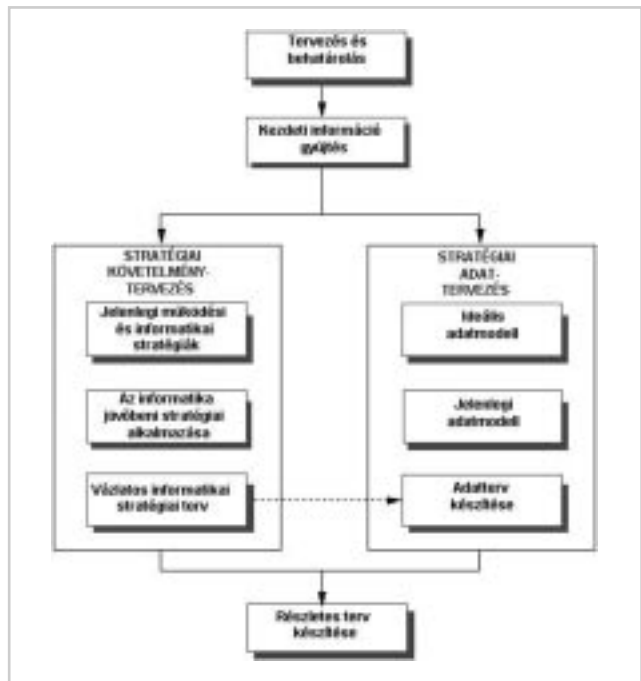 Tervezés és
behatárolás
Kezdeti információ
gyűjtés
STRATÉGIAI
KÖVETELMÉNY-
TERVEZÉS
Jelenlegi működési
és informatikai
stratégiák
Az informatika
jövőbeni stratégiai
alkalmazása
Vázlatos informatikai
stratégiai terv
STRATÉGIAI
ADAT-
TERVEZÉS
Ideális
adatmodell
Jelenlegi
adatmodell
Adatterv
készítése
Részletes terv
készítése